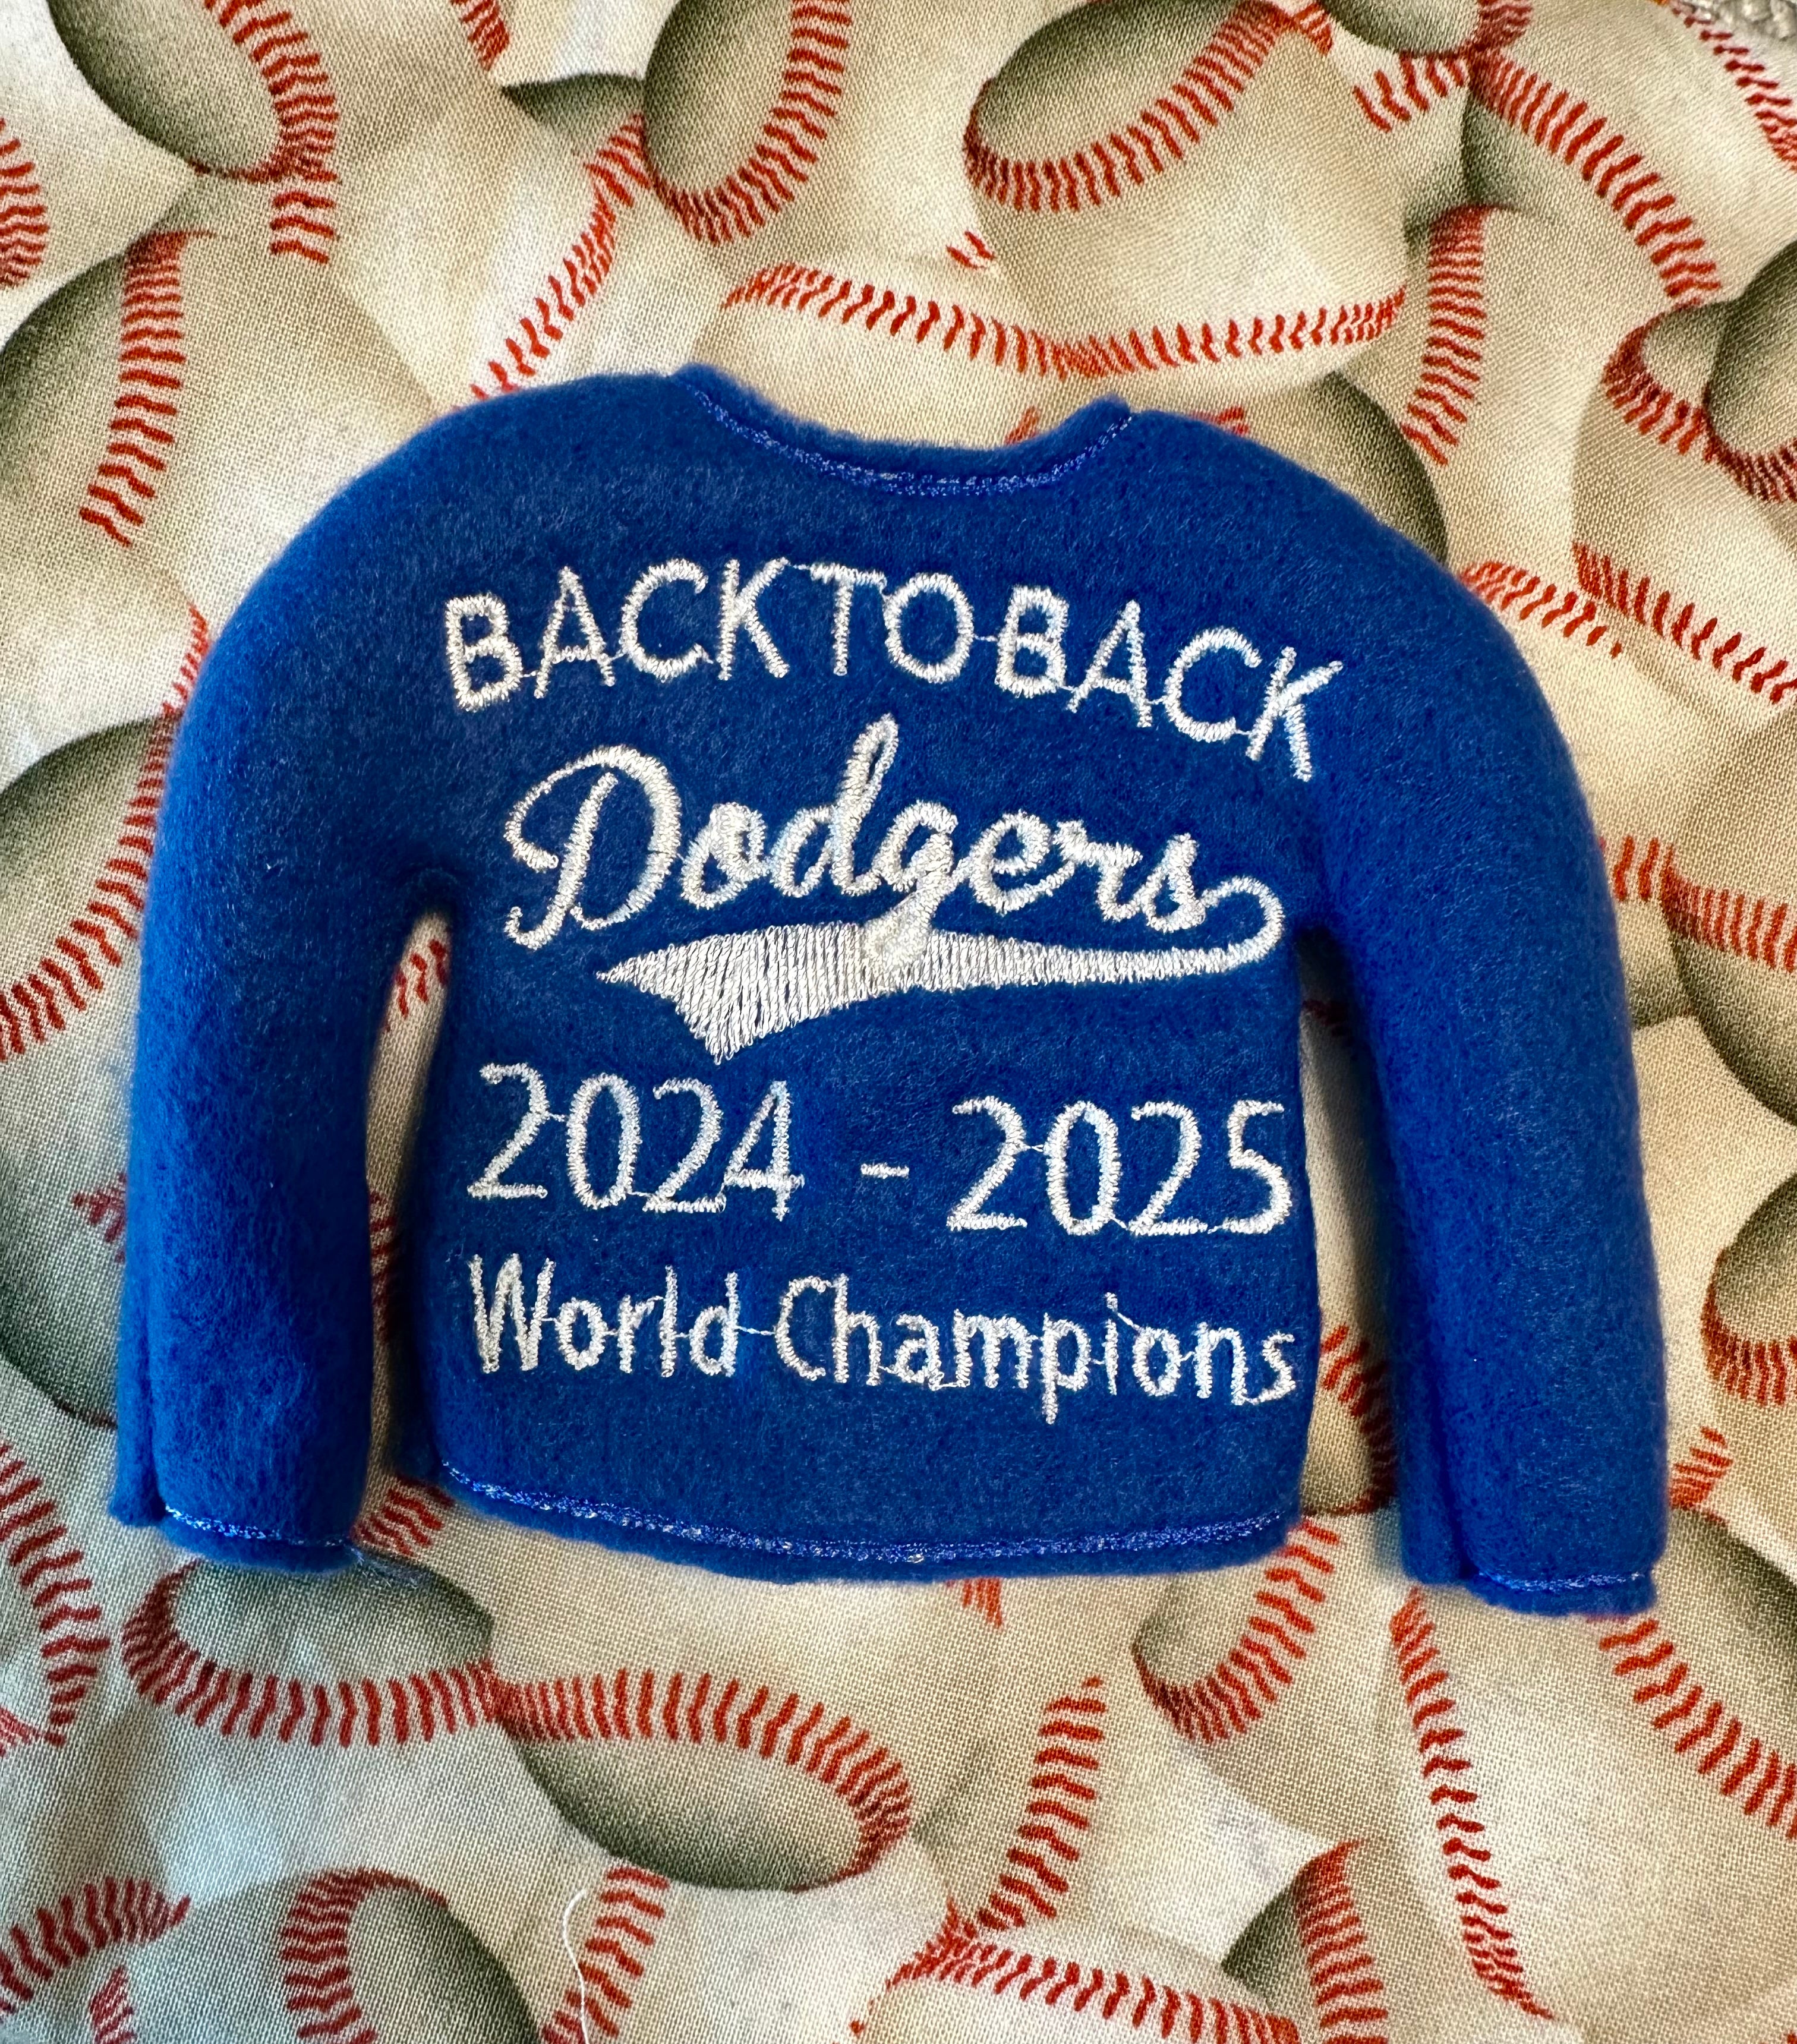 BACK TO BACK
Dodgers
2024 - 2025
World Champions